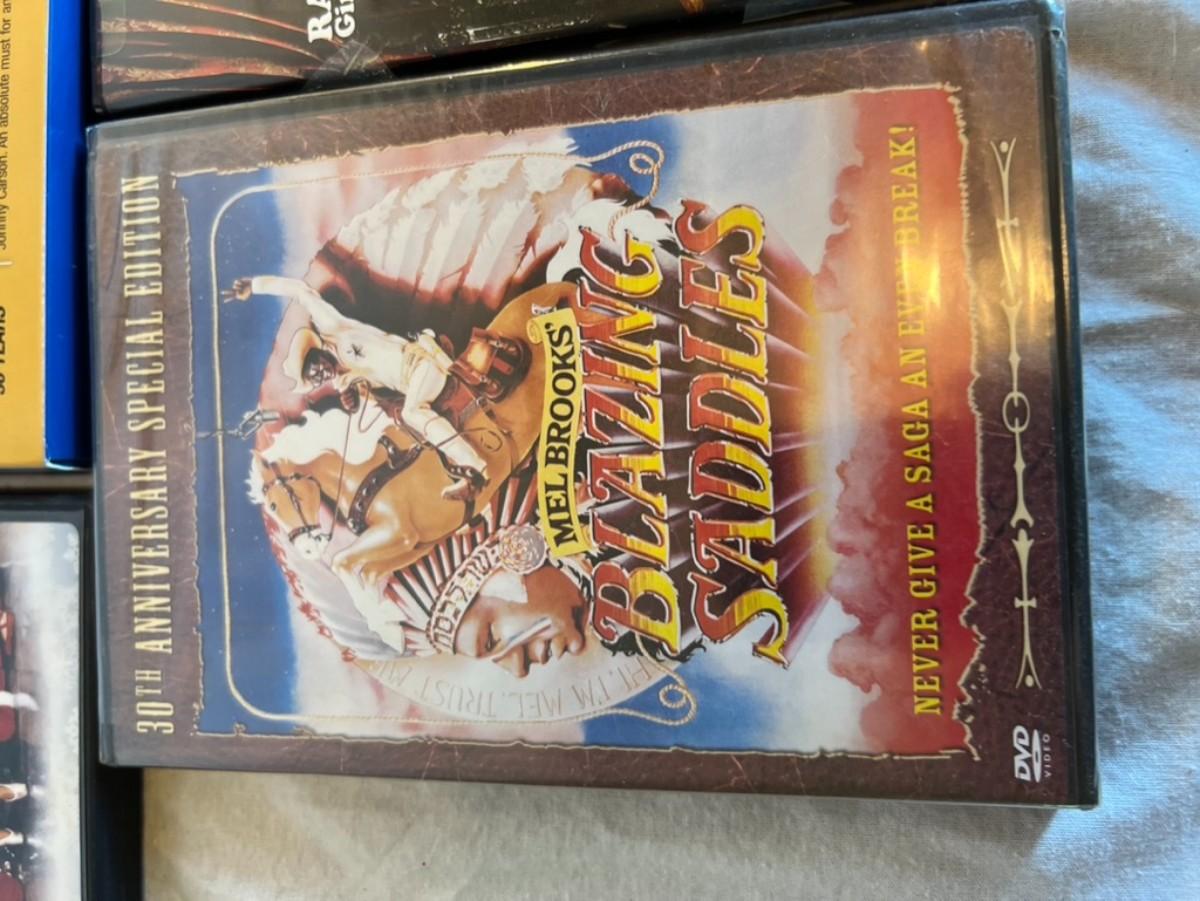 30TH ANNIVERSARY SPECIAL EDITION
HI, I'M MEL, TRUST
MEL BROOKS'
BLAZING
SADDLES
NEVER GIVE A SAGA AN EVEN BREAK!
DVD
VIDEO
Johnny Carson. An absolute must for
YEARS